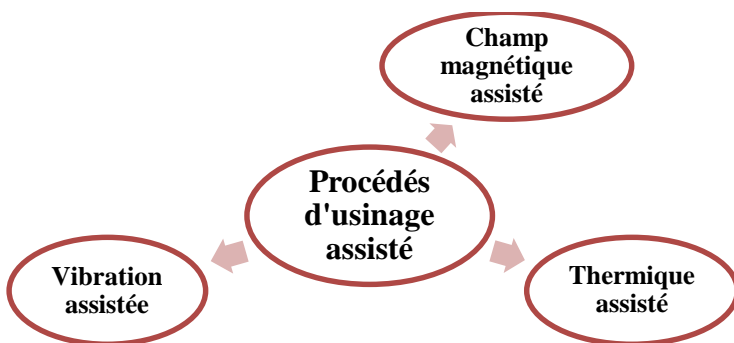 Champ
magnétique
assisté
Procédés
d'usinage
assisté
Vibration
assistée
Thermique
assisté